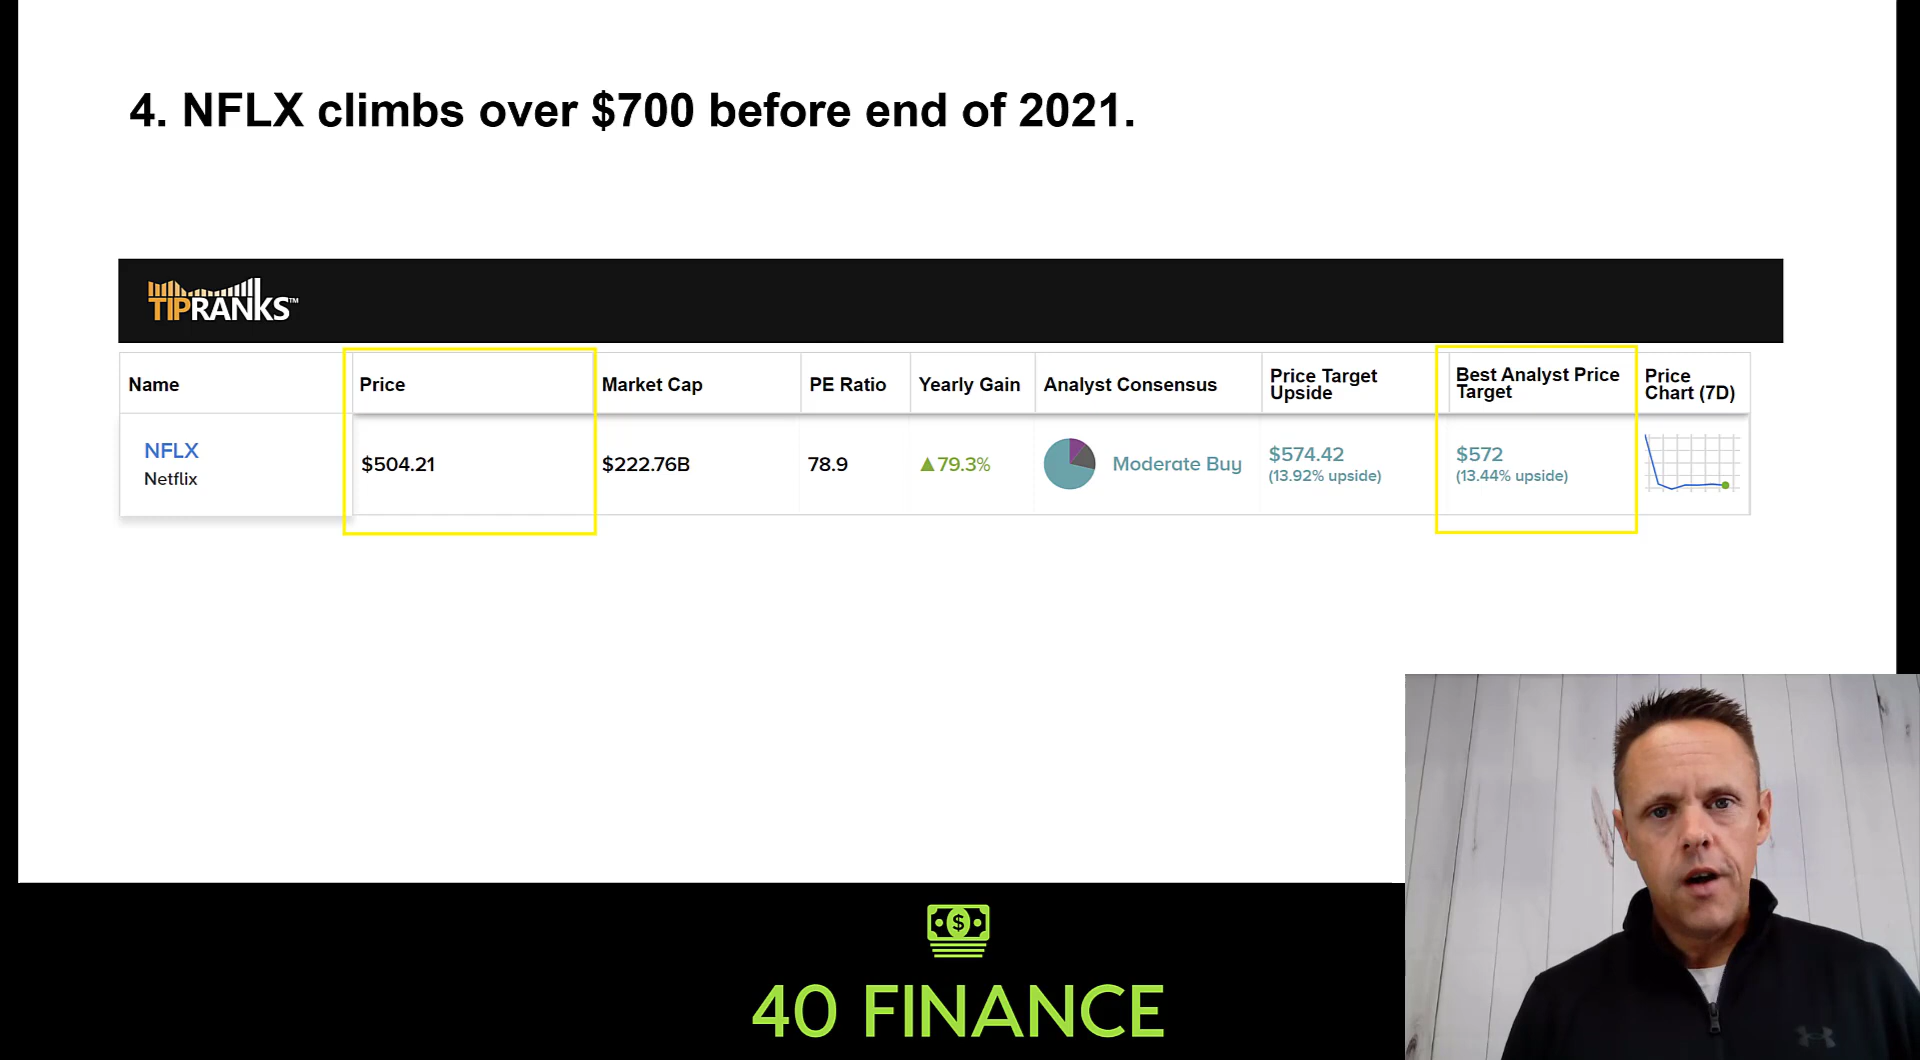 4. NFLX climbs over $700 before end of 2021.
TIPRANKS™
Name Price Market Cap PE Ratio Yearly Gain Analyst Consensus Price Target Upside Best Analyst Price Target Price Chart (7D)
NFLX
Netflix
$504.21
$222.76B
78.9
▲79.3%
Moderate Buy
$574.42
(13.92% upside)
$572
(13.44% upside)
$
40 FINANCE